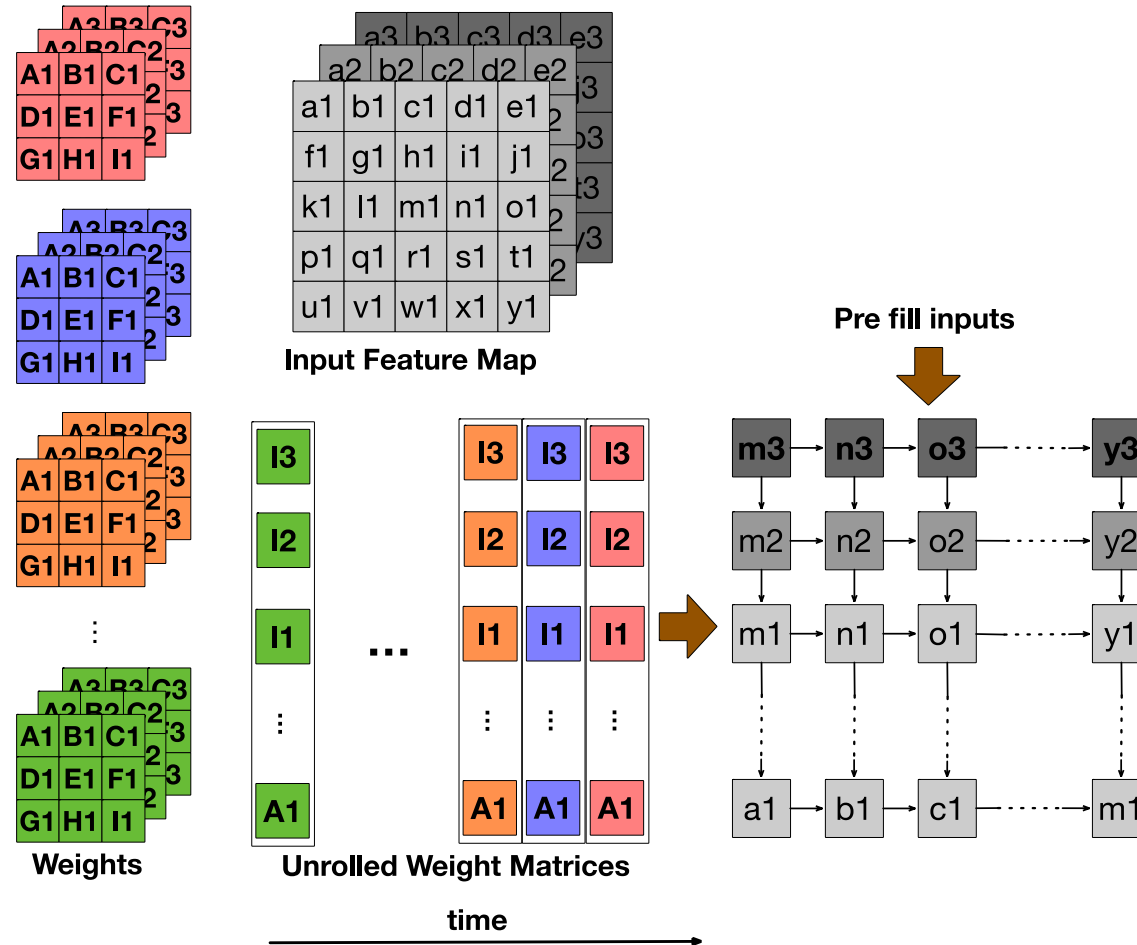 A3 B3 C3
A2 B2 C2
A1 B1 C1
D1 E1 F1
G1 H1 I1
A3 B3 C3
A2 B2 C2
A1 B1 C1
D1 E1 F1
G1 H1 I1
A3 B3 C3
A2 B2 C2
A1 B1 C1
D1 E1 F1
G1 H1 I1
...
A3 B3 C3
A2 B2 C2
A1 B1 C1
D1 E1 F1
G1 H1 I1
Weights
a3 b3 c3 d3 e3
a2 b2 c2 d2 e2
j3
t3
y3
a1 b1 c1 d1 e1
f1 g1 h1 i1 j1
k1 l1 m1 n1 o1
p1 q1 r1 s1 t1
u1 v1 w1 x1 y1
Input Feature Map
I3 I3 I3 I3
I2 I2 I2 I2
I1 ... I1 I1 I1
... ... ... ...
A1 A1 A1 A1
Unrolled Weight Matrices
time
Pre fill inputs
m3 n3 o3 y3
m2 n2 o2 y2
m1 n1 o1 y1
a1 b1 c1 m1